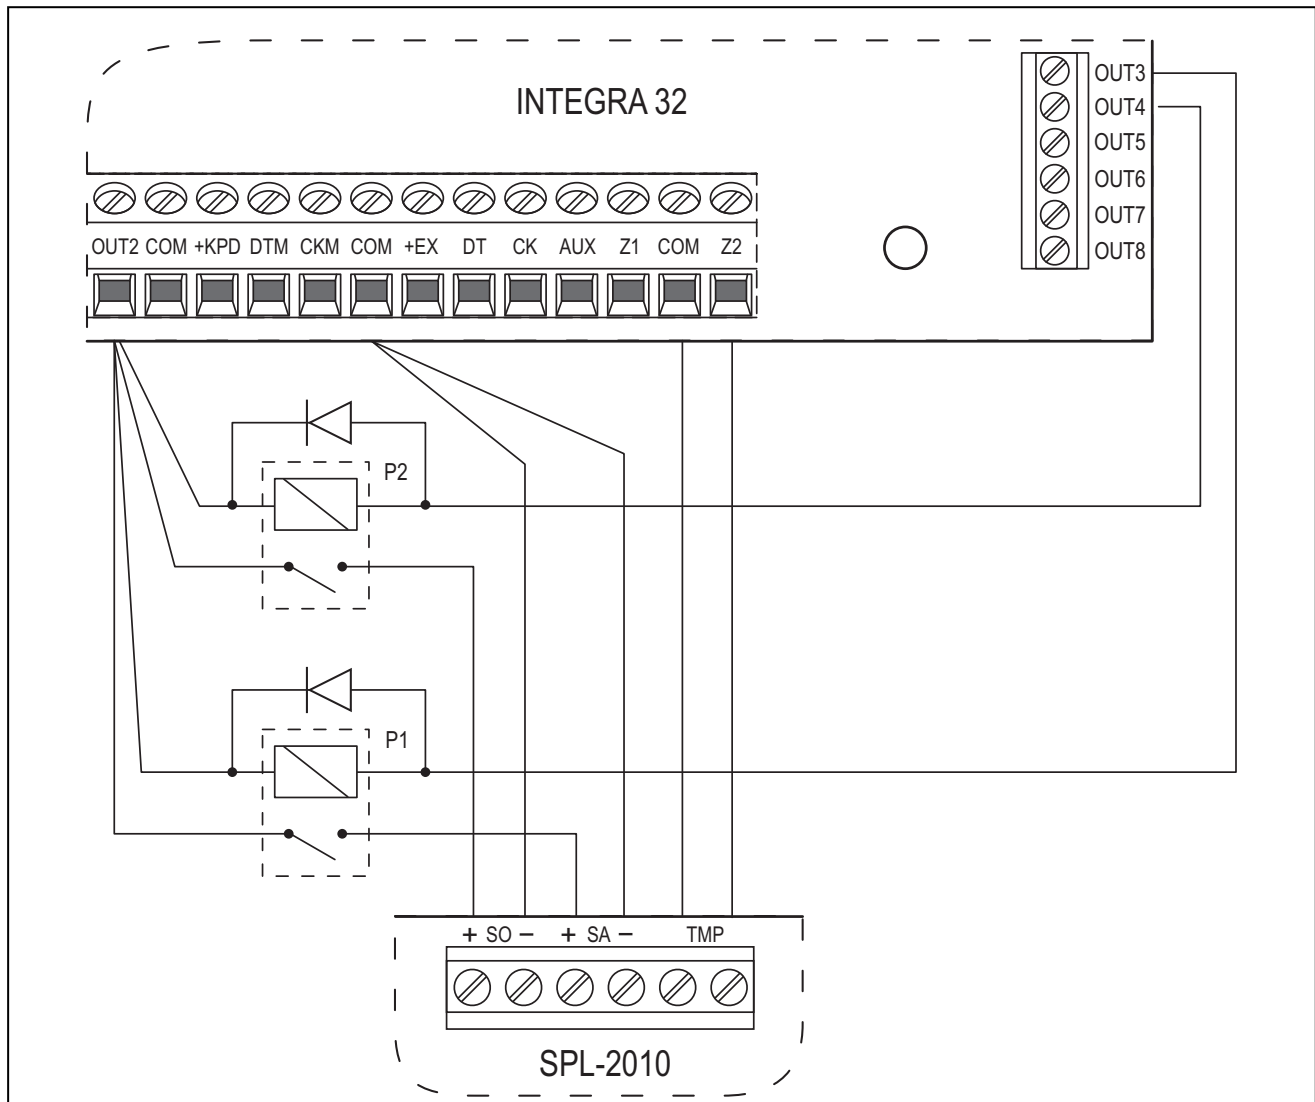 INTEGRA 32
OUT3
OUT4
OUT5
OUT6
OUT7
OUT8
OUT2 COM +KPD DTM CKM COM +EX DT CK AUX Z1 COM Z2
P2
P1
+ SO − + SA − TMP
SPL-2010